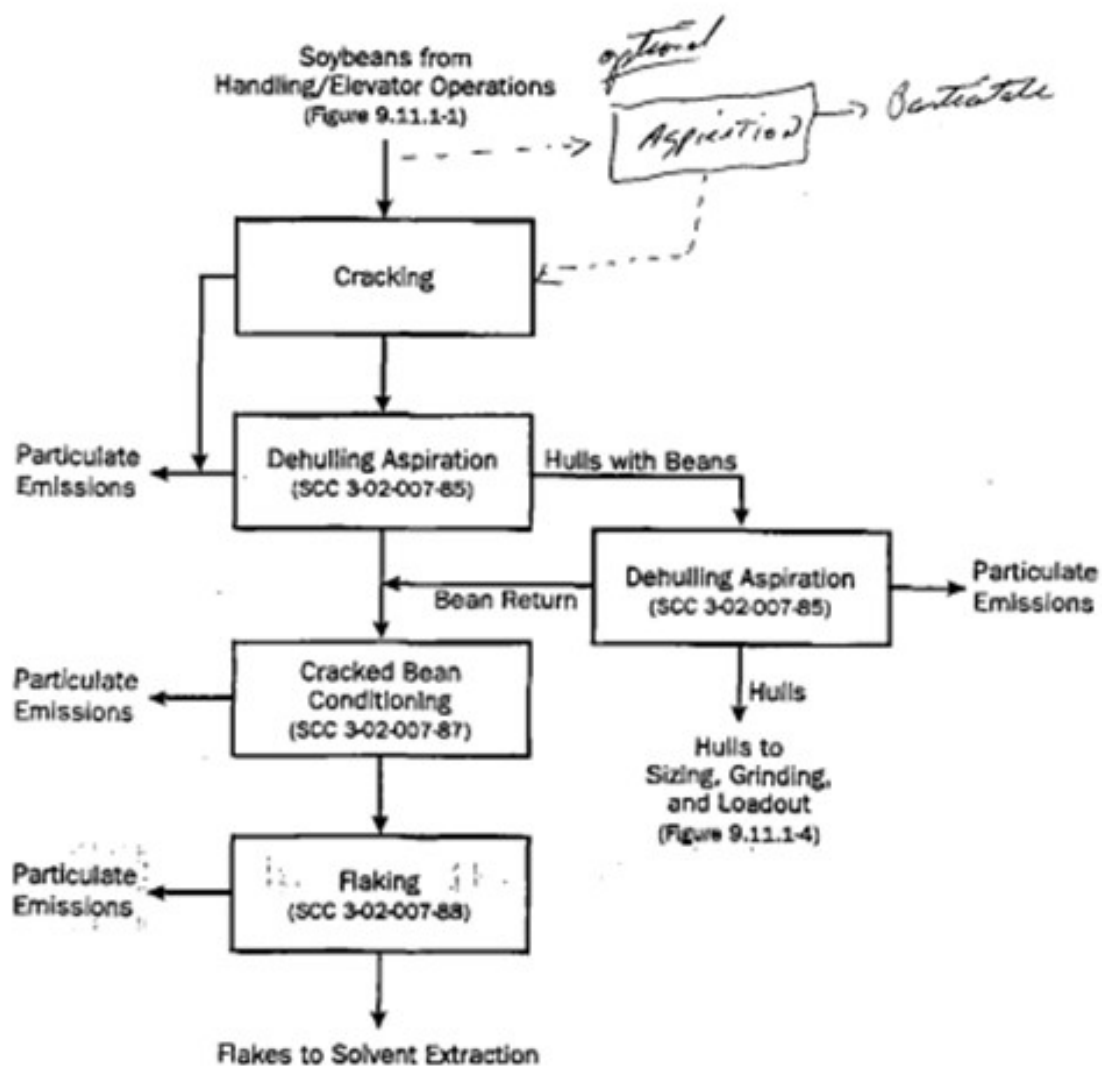 optional
Soybeans from
Handling/Elevator Operations
(Figure 9.11.1-1)
Aspiration
Particulate
Cracking
Particulate
Emissions
Dehulling Aspiration
(SCC 3-02-007-85)
Hulls with Beans
Dehulling Aspiration
(SCC 3-02-007-85)
Particulate
Emissions
Bean Return
Particulate
Emissions
Cracked Bean
Conditioning
(SCC 3-02-007-87)
Hulls
Hulls to
Sizing, Grinding,
and Loadout
(Figure 9.11.1-4)
Particulate
Emissions
Flaking
(SCC 3-02-007-88)
Flakes to Solvent Extraction